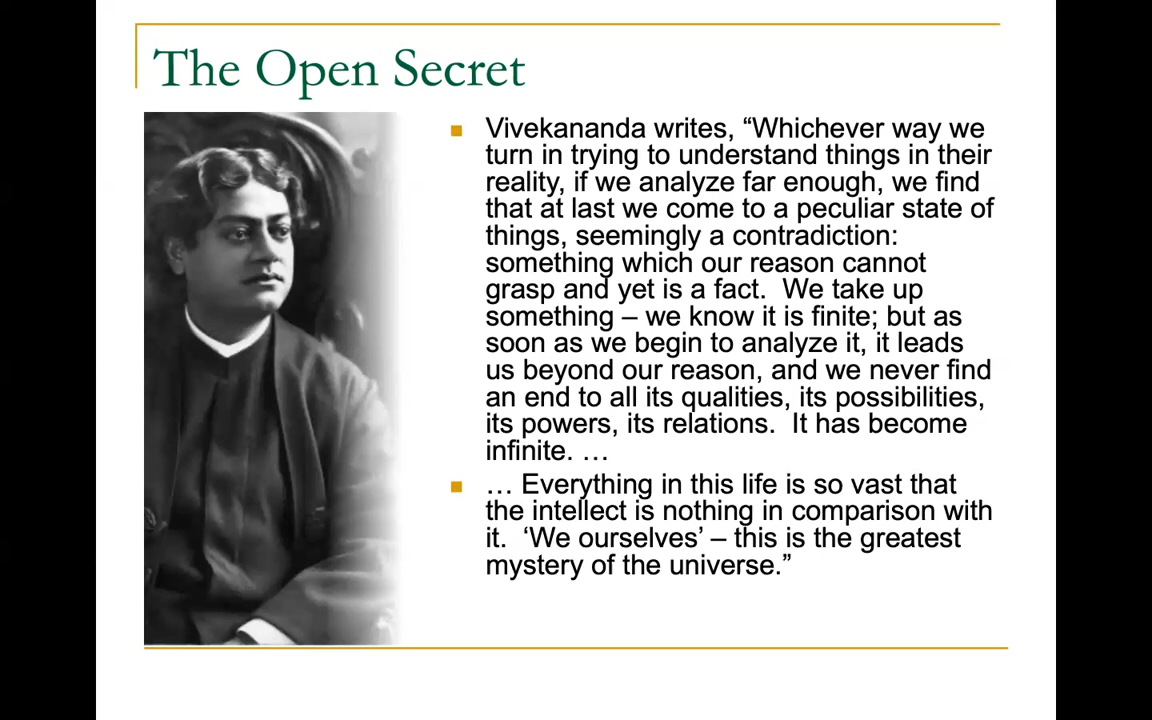 The Open Secret
Vivekananda writes, “Whichever way we
turn in trying to understand things in their
reality, if we analyze far enough, we find
that at last we come to a peculiar state of
things, seemingly a contradiction:
something which our reason cannot
grasp and yet is a fact.  We take up
something – we know it is finite; but as
soon as we begin to analyze it, it leads
us beyond our reason, and we never find
an end to all its qualities, its possibilities,
its powers, its relations.  It has become
infinite. …
… Everything in this life is so vast that
the intellect is nothing in comparison with
it.  ‘We ourselves’ – this is the greatest
mystery of the universe.”